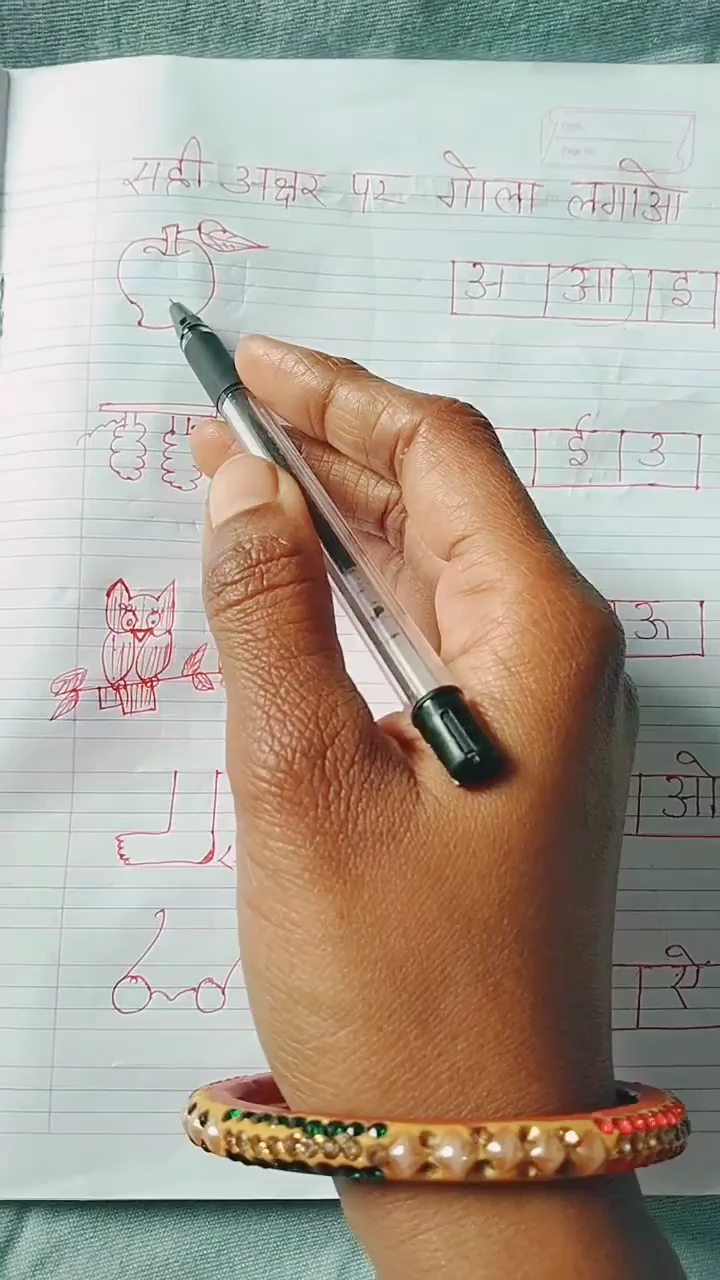 सही अक्षर पर गोला लगाओ
अ आ इ
ई उ
ऊ
ओ
ऐ